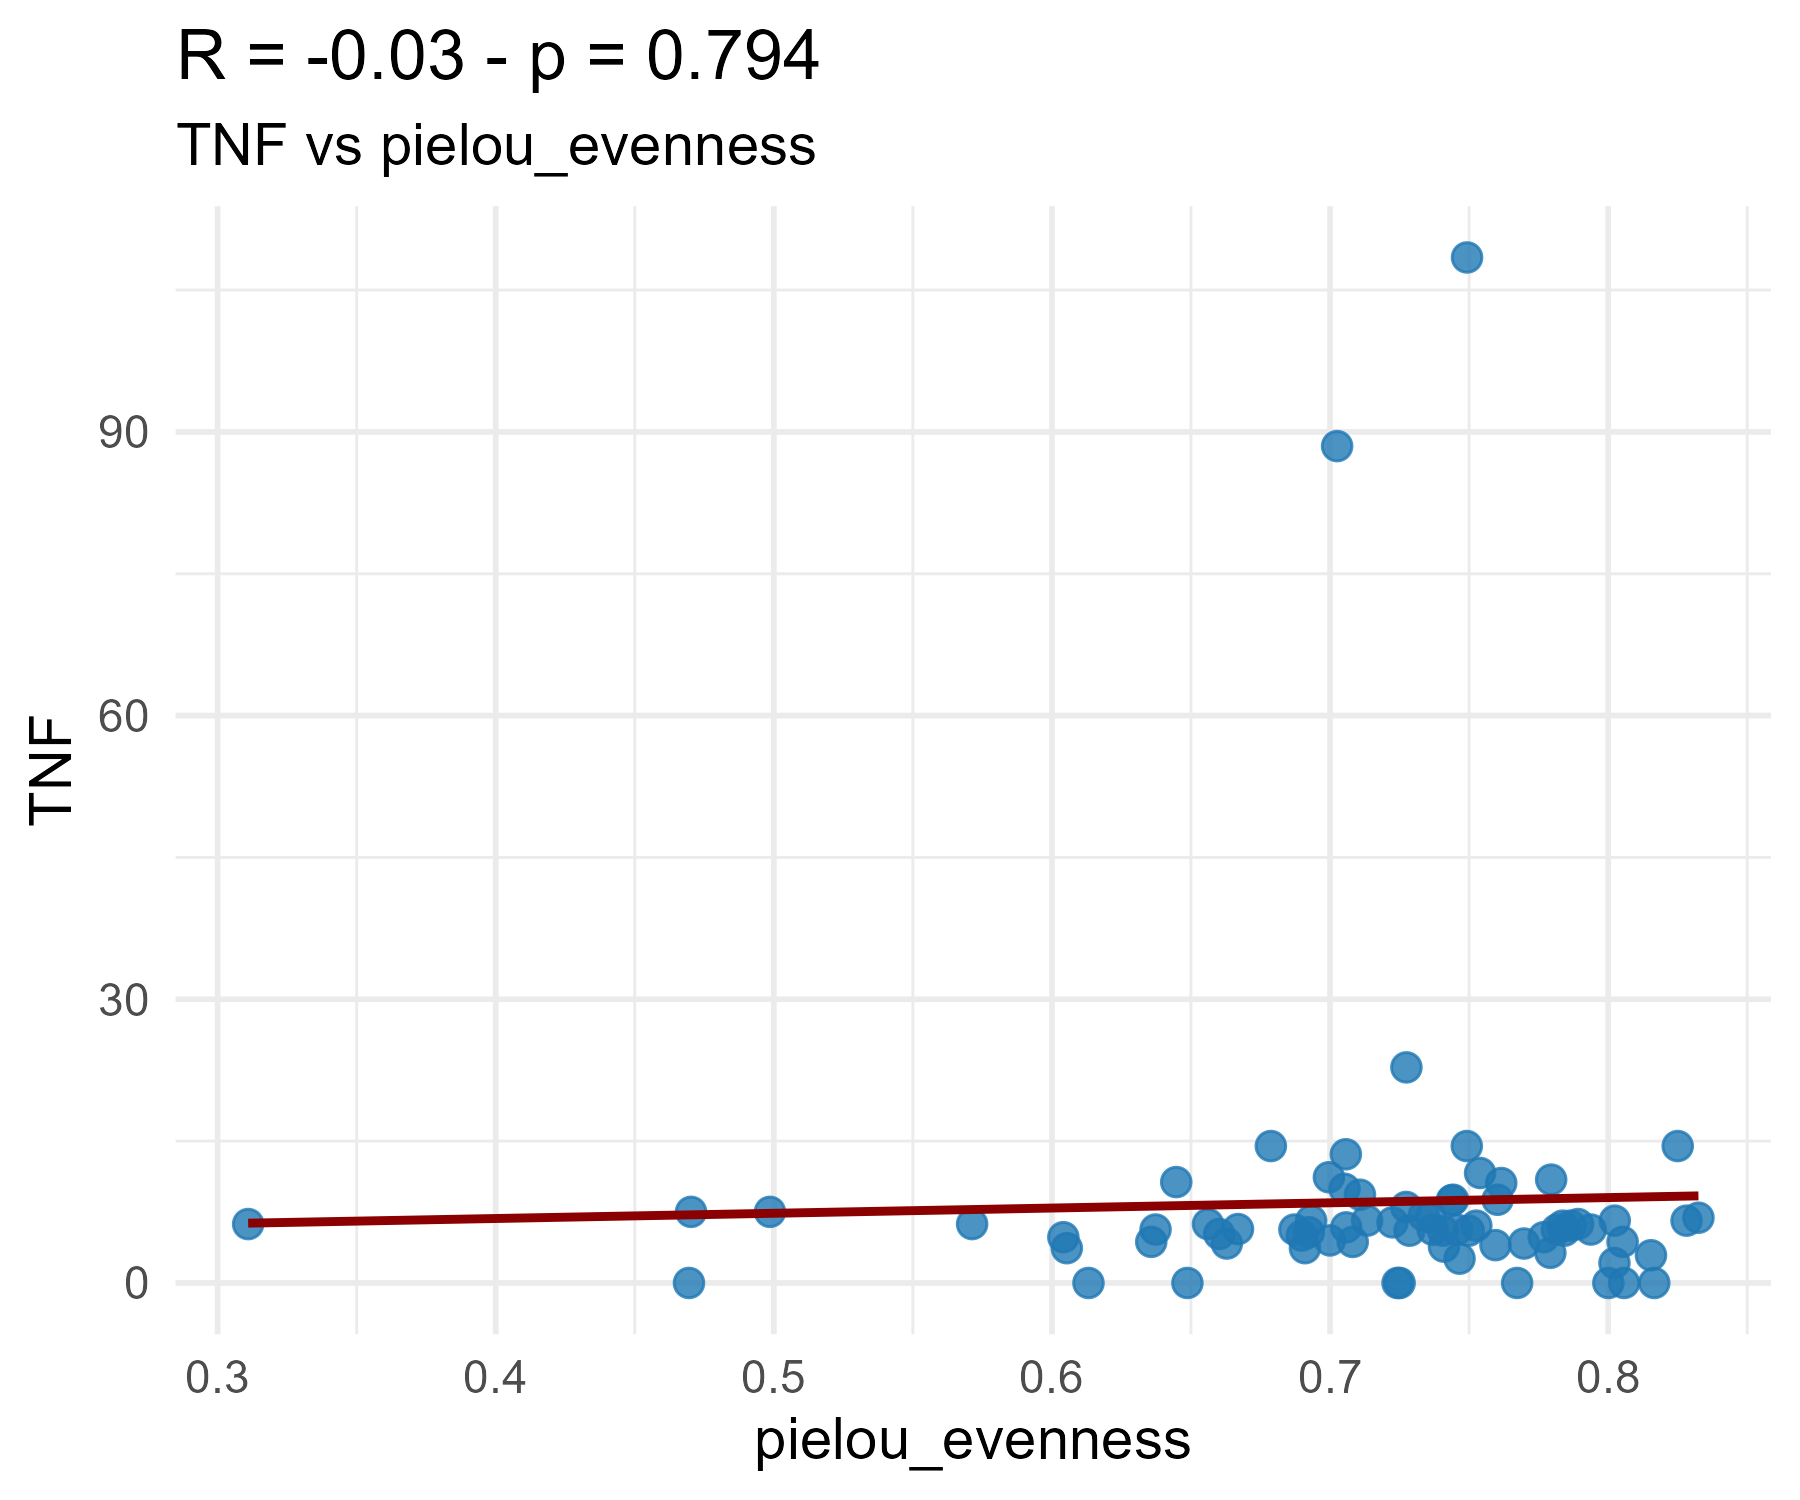 R = -0.03 - p = 0.794
TNF vs pielou_evenness
90
60
30
0
TNF
0.3 0.4 0.5 0.6 0.7 0.8
pielou_evenness